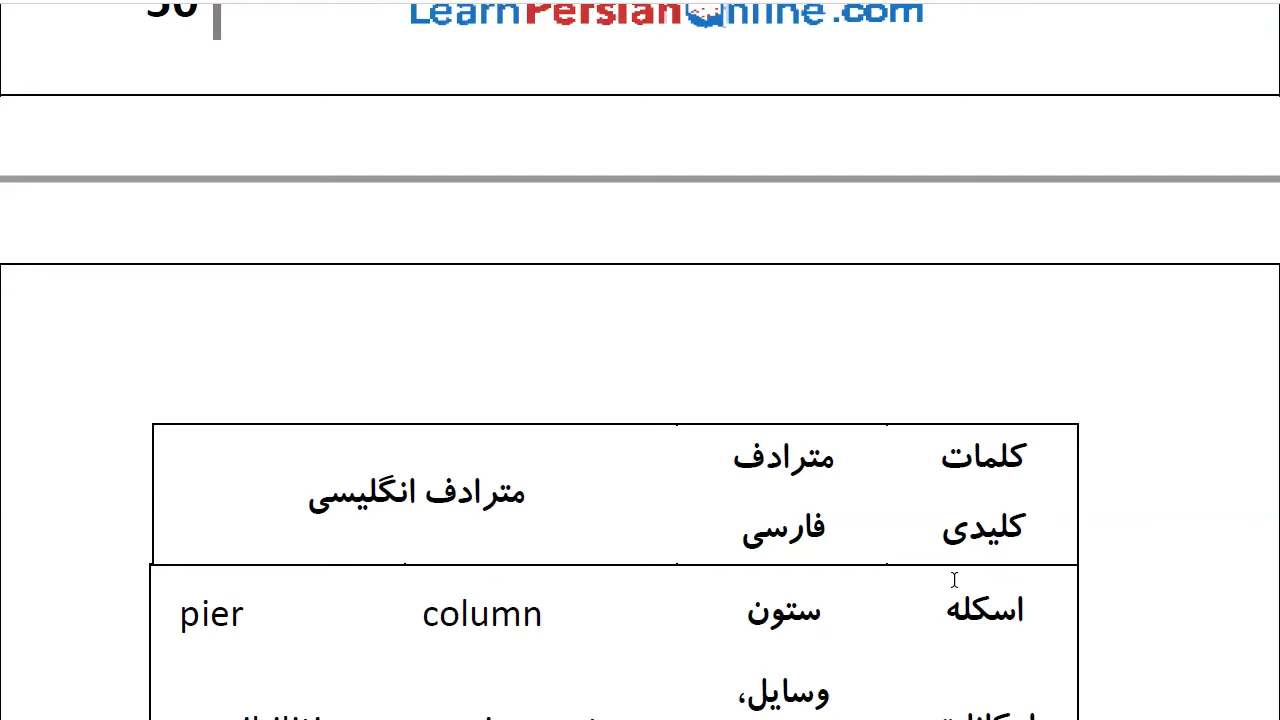 LearnPersianOnline.com
کلمات کلیدی
مترادف فارسی
مترادف انگلیسی
اسکله
ستون
column
pier
وسایل،